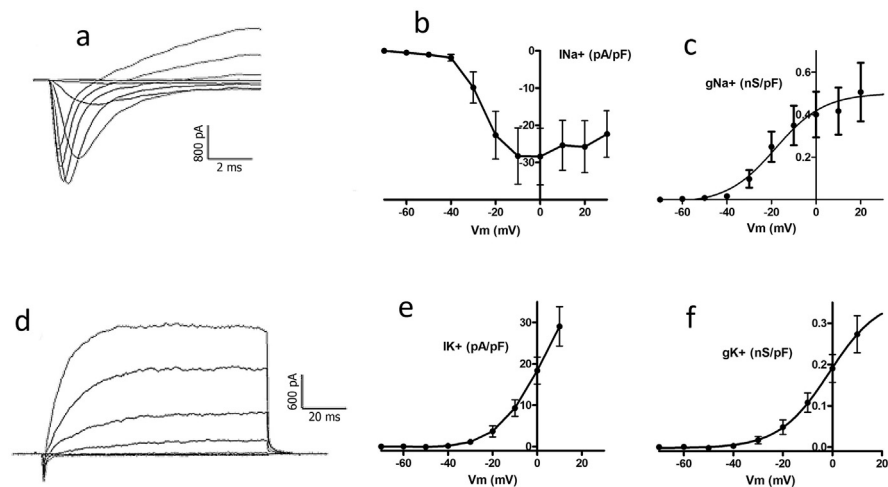 a
800 pA
2 ms
b
INa+ (pA/pF)
0
-10
-20
-30
-60 -40 -20 0 20
Vm (mV)
c
gNa+ (nS/pF)
0.6
0.4
0.2
-60 -40 -20 0 20
Vm (mV)
d
600 pA
20 ms
e
IK+ (pA/pF)
30
20
10
0
-60 -40 -20 0
Vm (mV)
f
gK+ (nS/pF)
0.3
0.2
0.1
0.0
-60 -40 -20 0 20
Vm (mV)